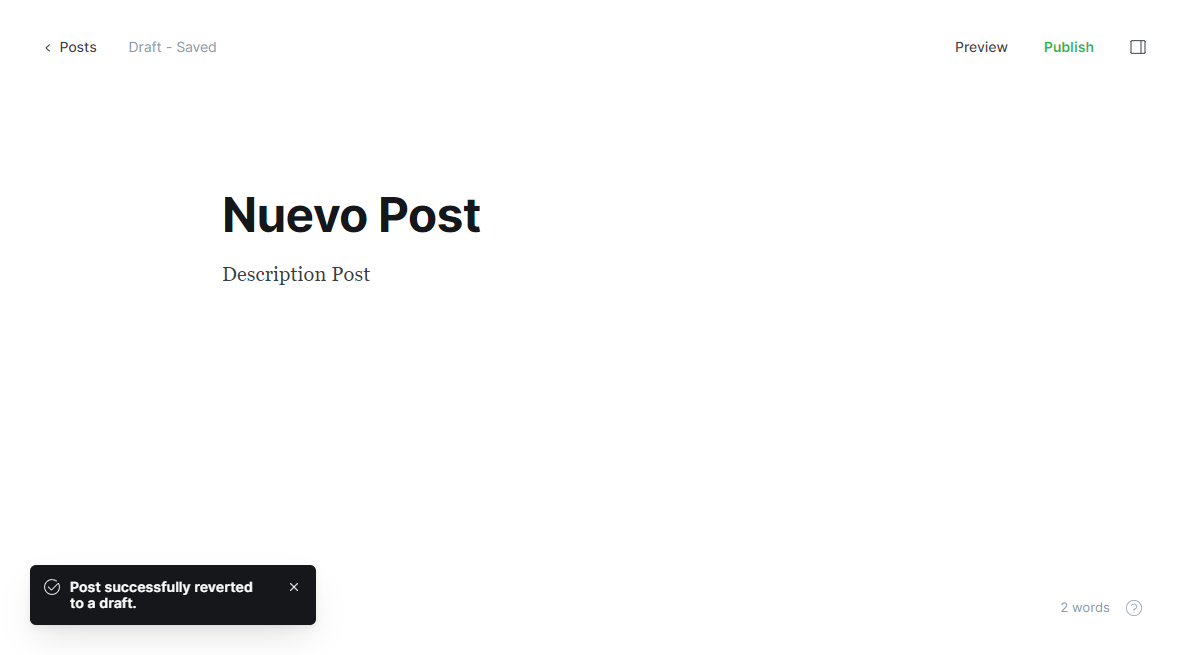 Posts
Draft - Saved
Preview
Publish
Nuevo Post
Description Post
Post successfully reverted
to a draft.
2 words